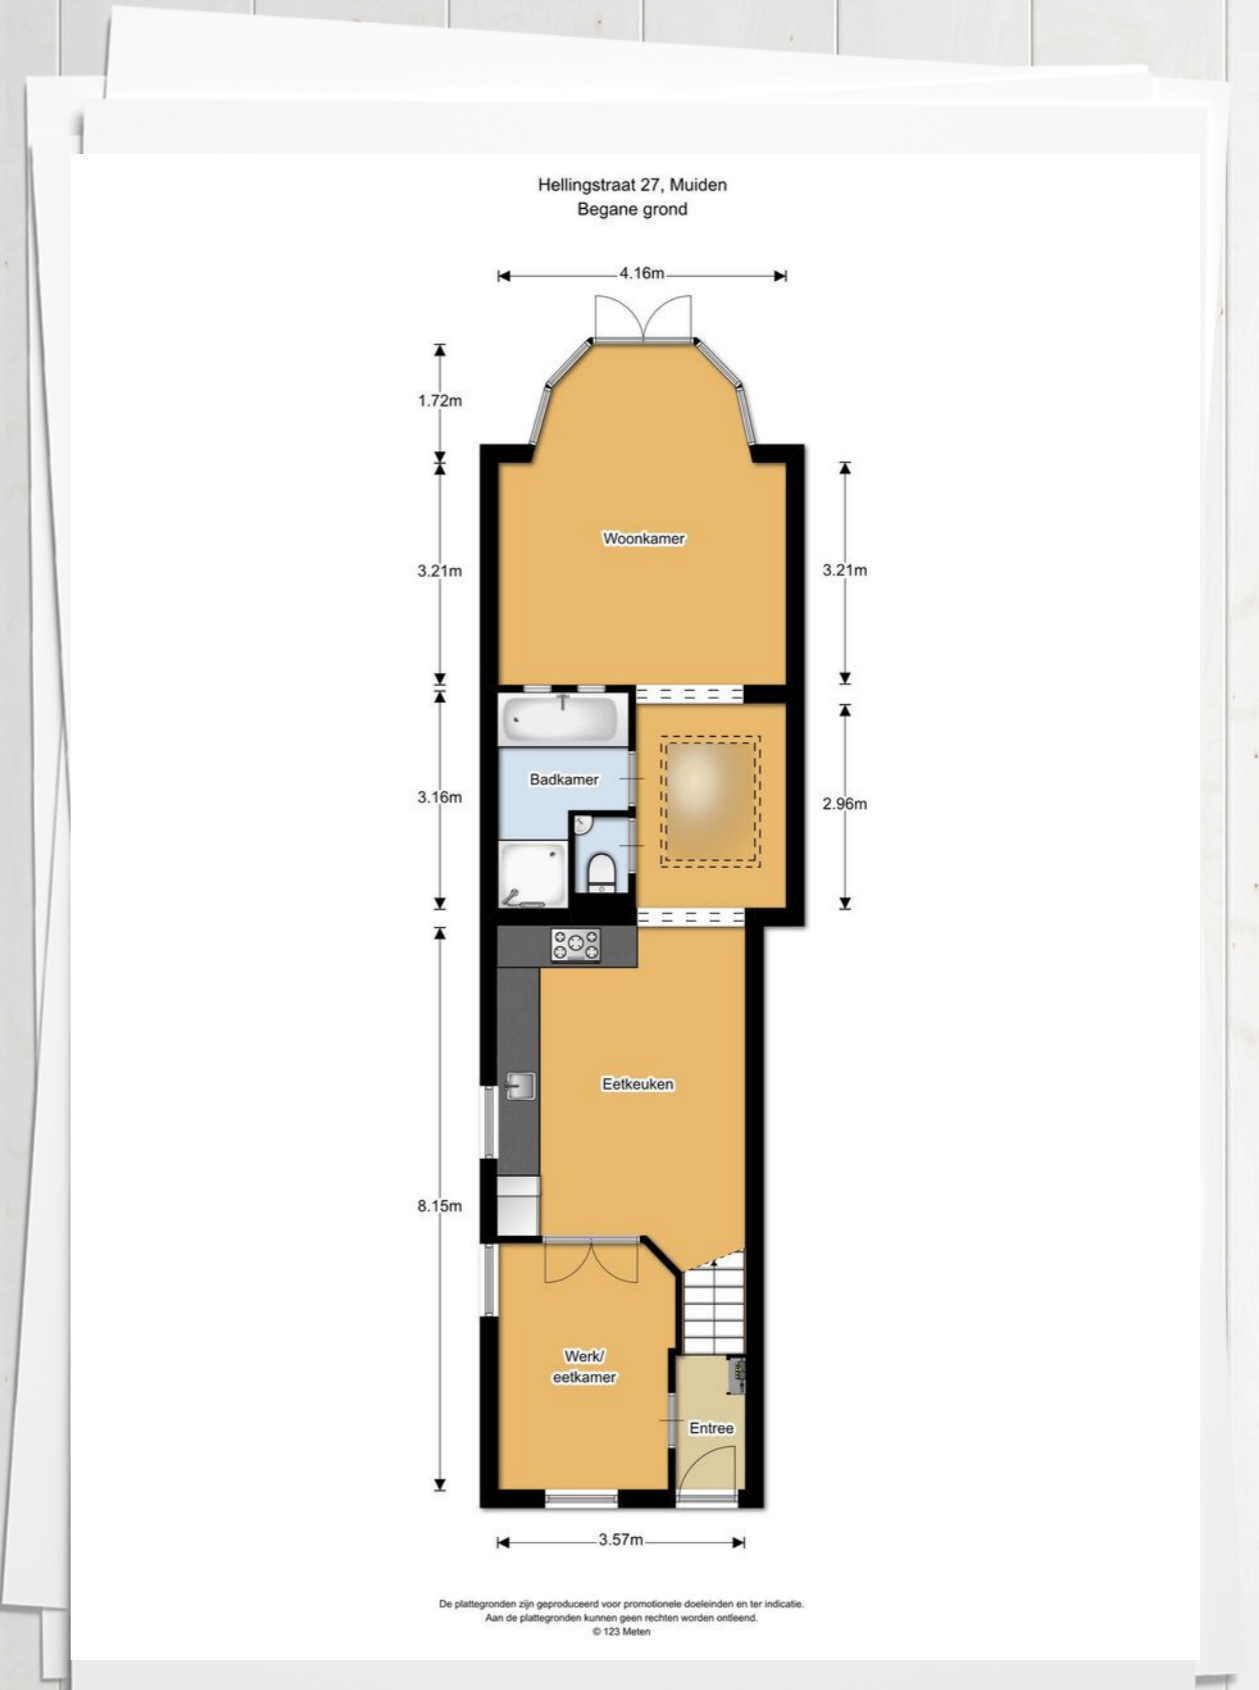 Hellingstraat 27, Muiden
Begane grond
4.16m
1.72m
Woonkamer
3.21m
3.21m
Badkamer
3.16m
2.96m
Eetkeuken
8.15m
Werk/
eetkamer
Entree
3.57m
De plattegronden zijn geproduceerd voor promotionele doeleinden en ter indicatie.
Aan de plattegronden kunnen geen rechten worden ontleend.
© 123 Meten